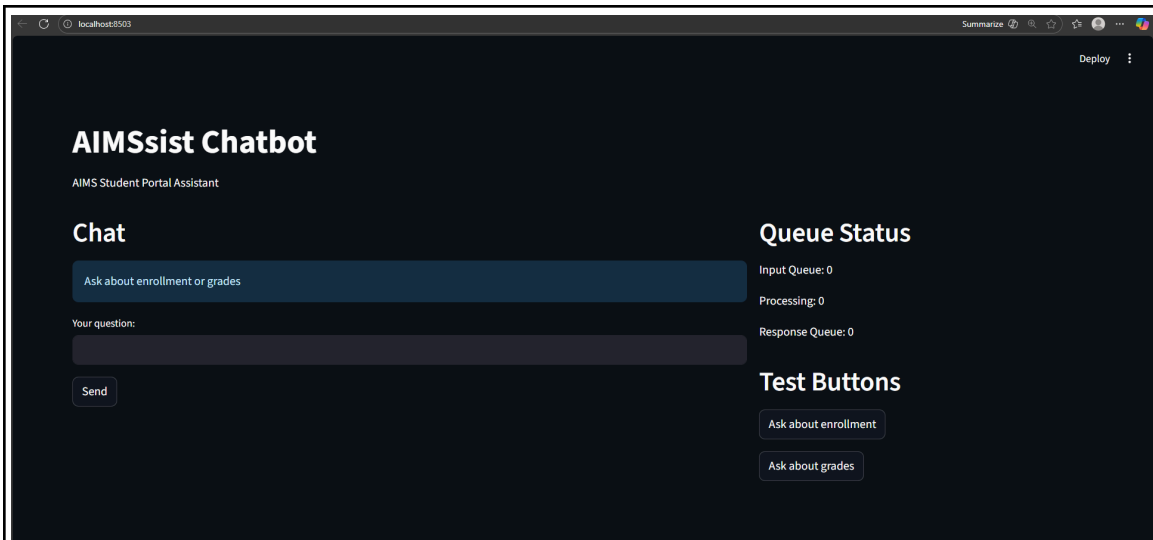 localhost:8503
Summarize
Deploy
AIMSsist Chatbot
AIMS Student Portal Assistant
Chat
Ask about enrollment or grades
Your question:
Send
Queue Status
Input Queue: 0
Processing: 0
Response Queue: 0
Test Buttons
Ask about enrollment
Ask about grades